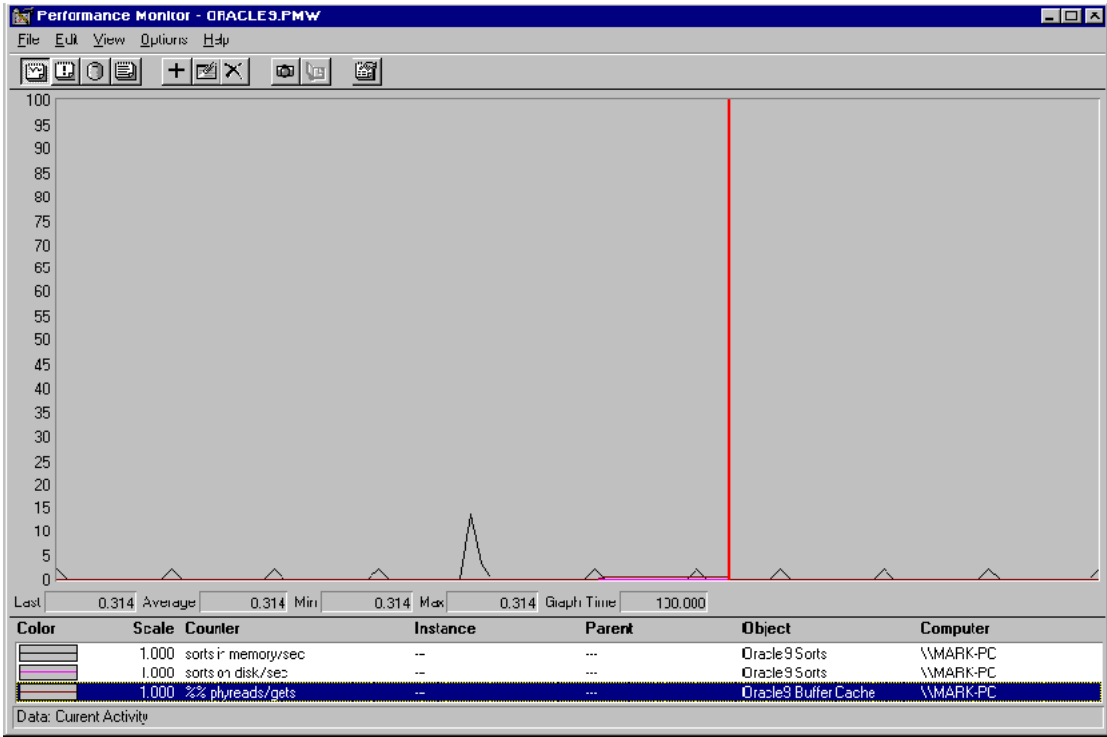 Performance Monitor - ORACLE9.PMW
File Edit View Options Help
100
95
90
85
80
75
70
65
60
55
50
45
40
35
30
25
20
15
10
5
0
Last 0.314 Average 0.314 Min 0.314 Max 0.314 Graph Time 100.000
Color Scale Counter Instance Parent Object Computer
1.000 sorts in memory/sec --- --- Oracle9 Sorts \\MARK-PC
1.000 sorts on disk/sec --- --- Oracle9 Sorts \\MARK-PC
1.000 %% phyreads/gets --- --- Oracle9 Buffer Cache \\MARK-PC
Data: Current Activity